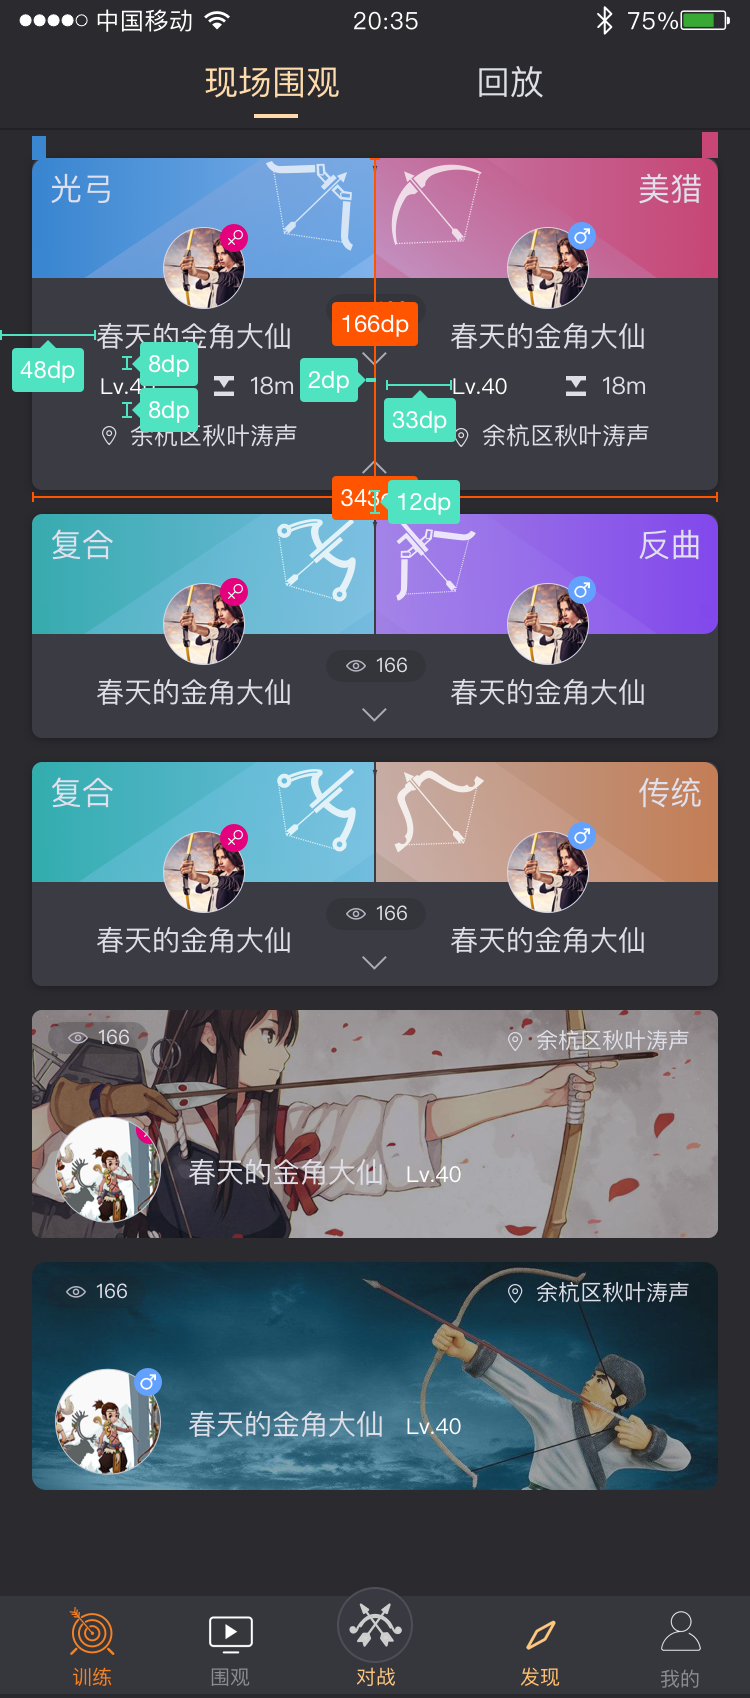 中国移动 20:35 75%
现场围观 回放
光弓 美猎
166dp
春天的金角大仙 春天的金角大仙
48dp 8dp 2dp
Lv.4 18m Lv.40 18m
8dp 33dp
余杭区秋叶涛声 余杭区秋叶涛声
343 12dp
复合 反曲
166
春天的金角大仙 春天的金角大仙
复合 传统
166
春天的金角大仙 春天的金角大仙
166 余杭区秋叶涛声
春天的金角大仙 Lv.40
166 余杭区秋叶涛声
春天的金角大仙 Lv.40
训练 围观 对战 发现 我的